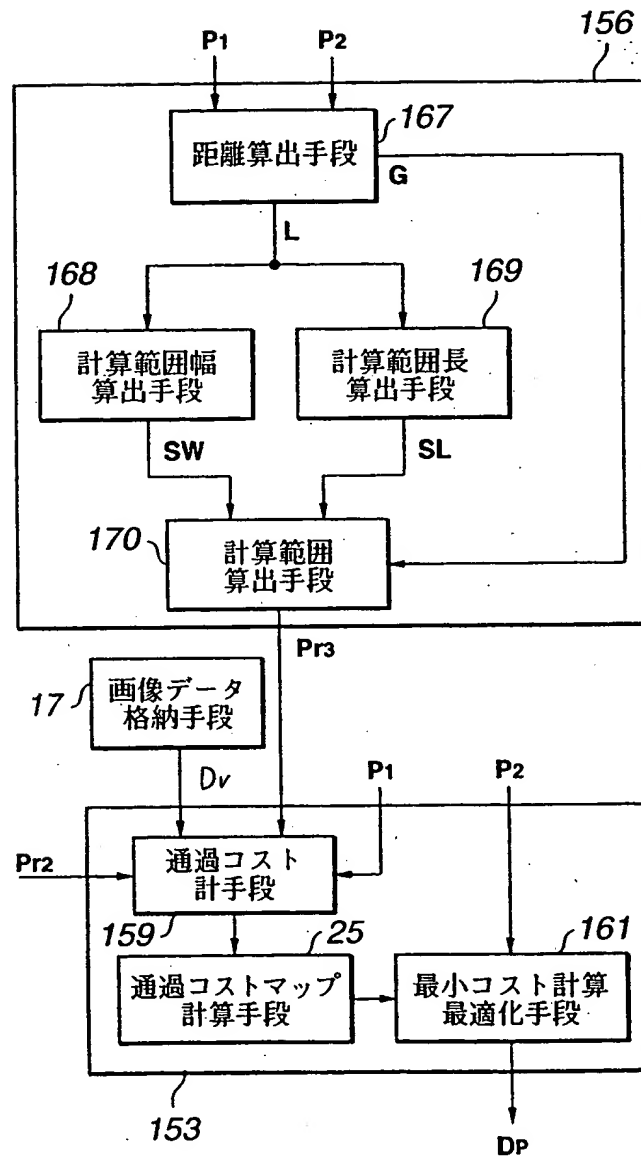 P1
P2
156
距離算出手段
167
G
L
168
169
計算範囲幅
算出手段
計算範囲長
算出手段
SW
SL
170
計算範囲
算出手段
Pr3
17
画像データ
格納手段
Dv
P1
P2
Pr2
通過コスト
計手段
159
25
161
通過コストマップ
計算手段
最小コスト計算
最適化手段
153
DP